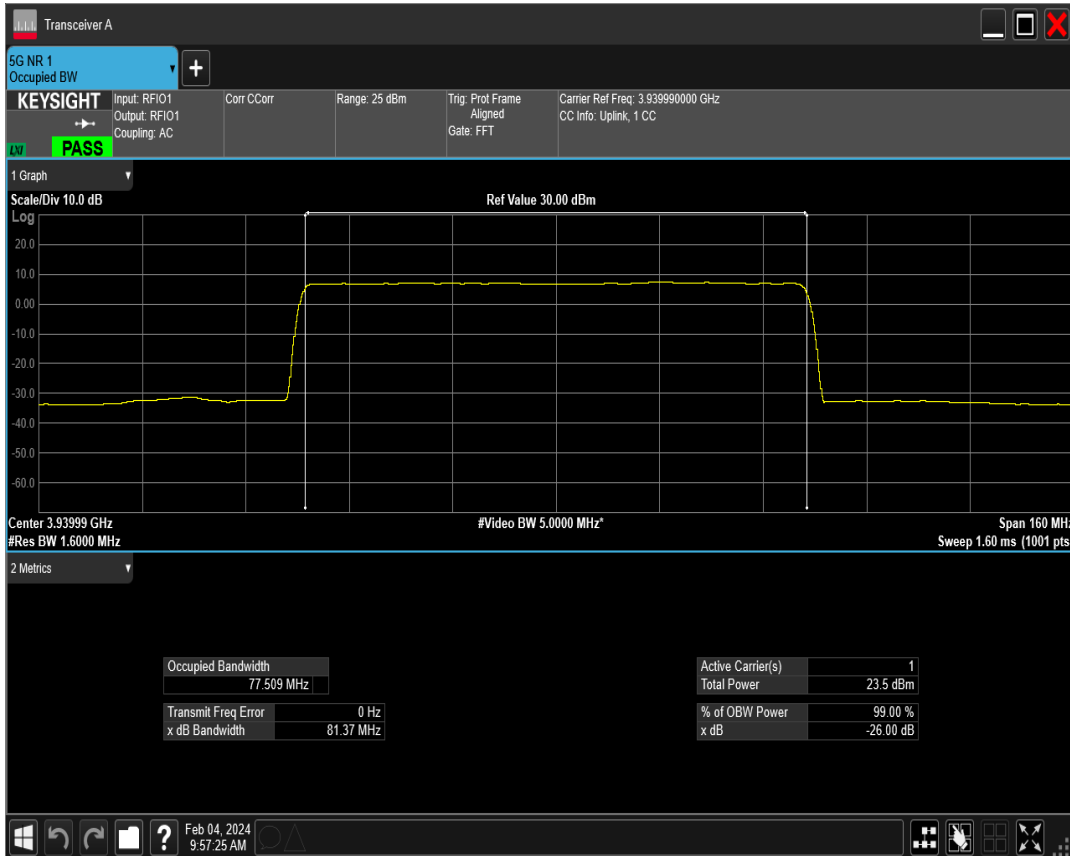 Transceiver A
5G NR 1
Occupied BW
+
KEYSIGHT
LXI
PASS
Input: RFIO1
Output: RFIO1
Coupling: AC
Corr CCorr
Range: 25 dBm
Trig: Prot Frame
Aligned
Gate: FFT
Carrier Ref Freq: 3.939990000 GHz
CC Info: Uplink, 1 CC
1 Graph
Scale/Div 10.0 dB
Ref Value 30.00 dBm
Log
20.0
10.0
0.00
-10.0
-20.0
-30.0
-40.0
-50.0
-60.0
Center 3.93999 GHz
#Video BW 5.0000 MHz*
Span 160 MHz
#Res BW 1.6000 MHz
Sweep 1.60 ms (1001 pts
2 Metrics
Occupied Bandwidth
77.509 MHz
Transmit Freq Error 0 Hz
x dB Bandwidth 81.37 MHz
Active Carrier(s) 1
Total Power 23.5 dBm
% of OBW Power 99.00 %
x dB -26.00 dB
?
Feb 04, 2024
9:57:25 AM